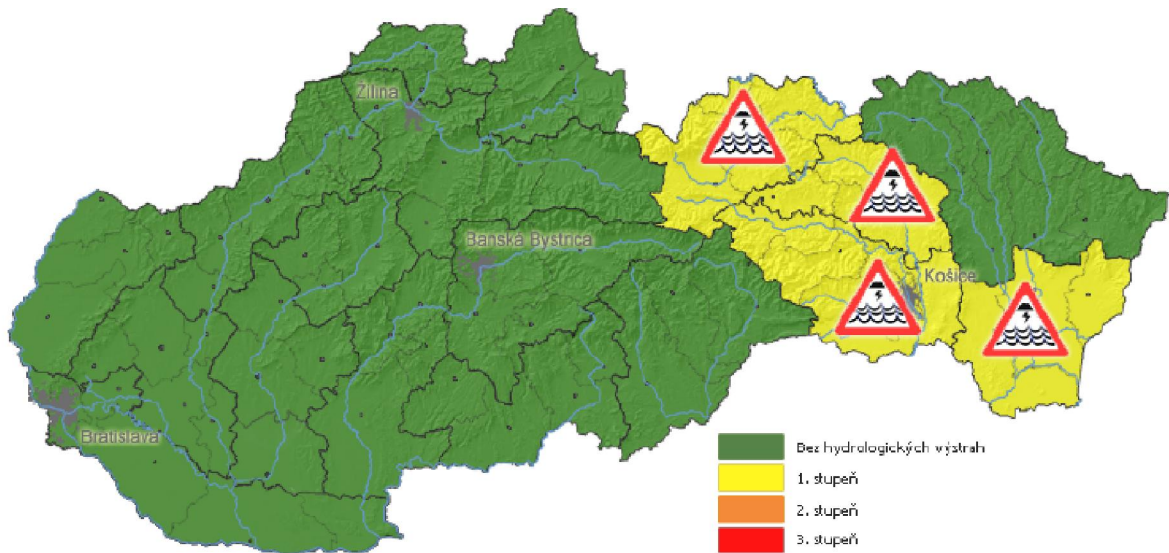 Žilina
Banská Bystrica
Košice
Bratislava
Bez hydrologických výstrah
1. stupeň
2. stupeň
3. stupeň